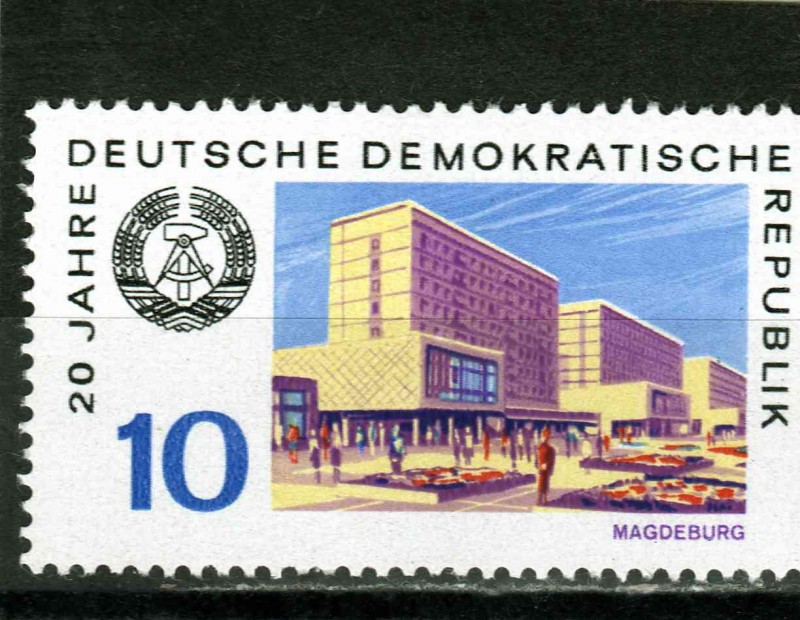 20 JAHRE
DEUTSCHE DEMOKRATISCHE
REPUBLIK
10
MAGDEBURG